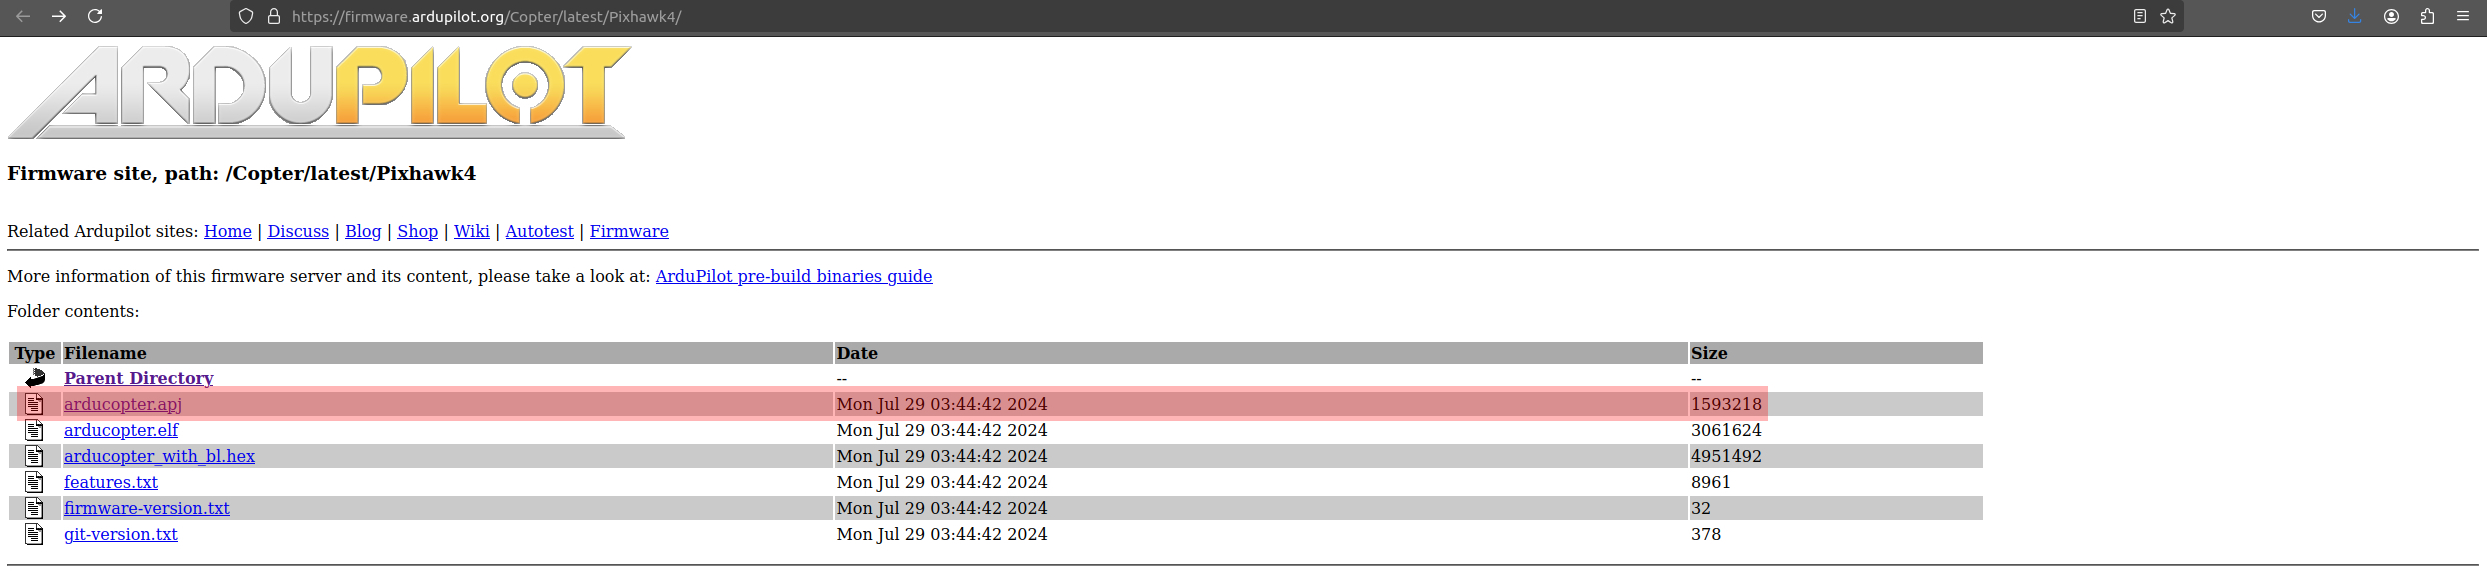 https://firmware.ardupilot.org/Copter/latest/Pixhawk4/
ARDUPILOT
Firmware site, path: /Copter/latest/Pixhawk4
Related Ardupilot sites: Home | Discuss | Blog | Shop | Wiki | Autotest | Firmware
More information of this firmware server and its content, please take a look at: ArduPilot pre-build binaries guide
Folder contents:
Type Filename Date Size
Parent Directory -- --
arducopter.apj Mon Jul 29 03:44:42 2024 1593218
arducopter.elf Mon Jul 29 03:44:42 2024 3061624
arducopter_with_bl.hex Mon Jul 29 03:44:42 2024 4951492
features.txt Mon Jul 29 03:44:42 2024 8961
firmware-version.txt Mon Jul 29 03:44:42 2024 32
git-version.txt Mon Jul 29 03:44:42 2024 378